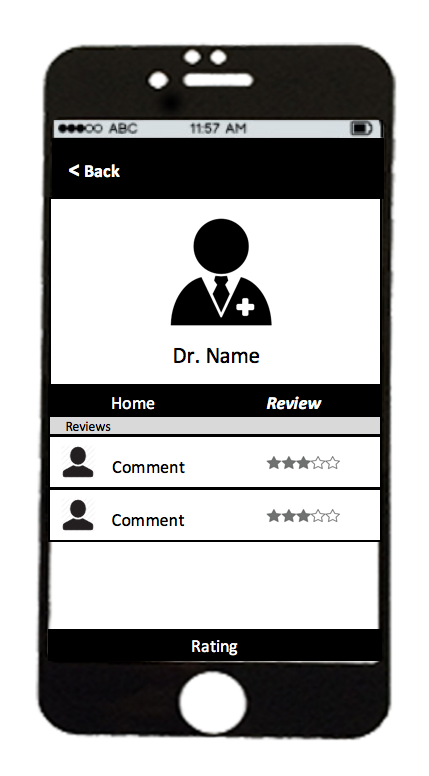 ABC 11:57 AM
< Back
Dr. Name
Home Review
Reviews
Comment
Comment
Rating